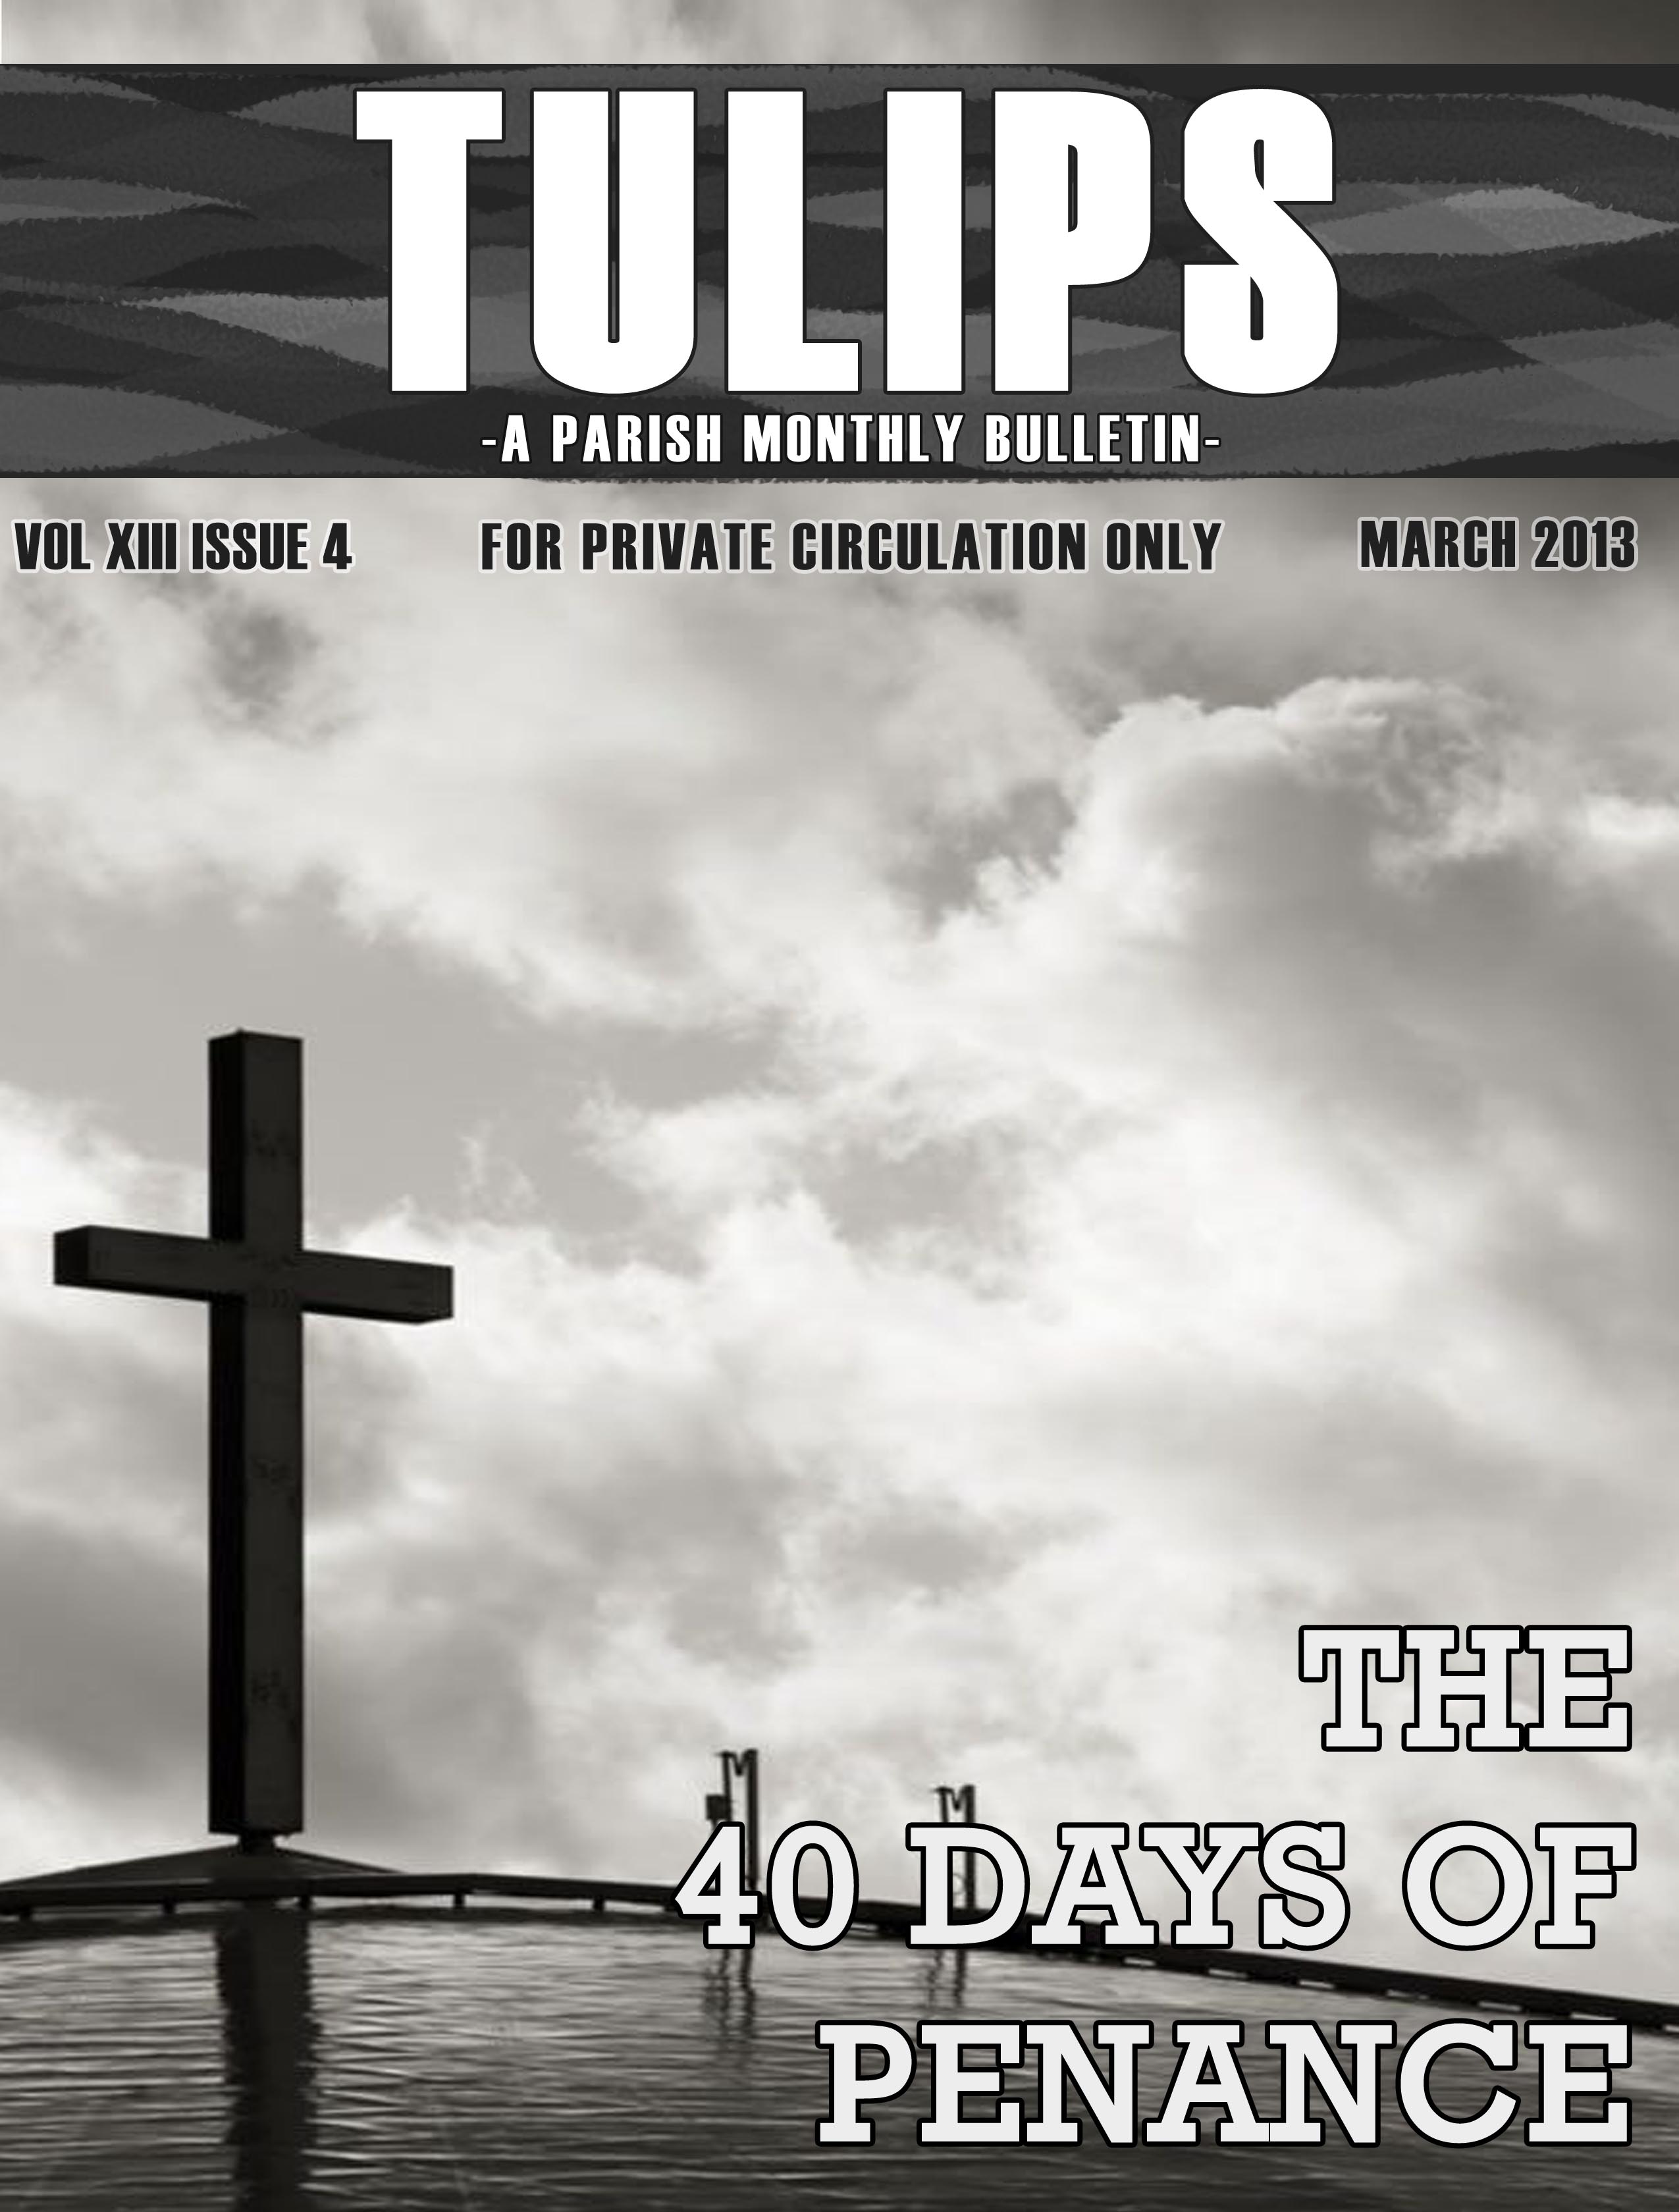 TULIPS
-A PARISH MONTHLY BULLETIN-
VOL XIII ISSUE 4 FOR PRIVATE CIRCULATION ONLY MARCH 2013
THE
40 DAYS OF
PENANCE